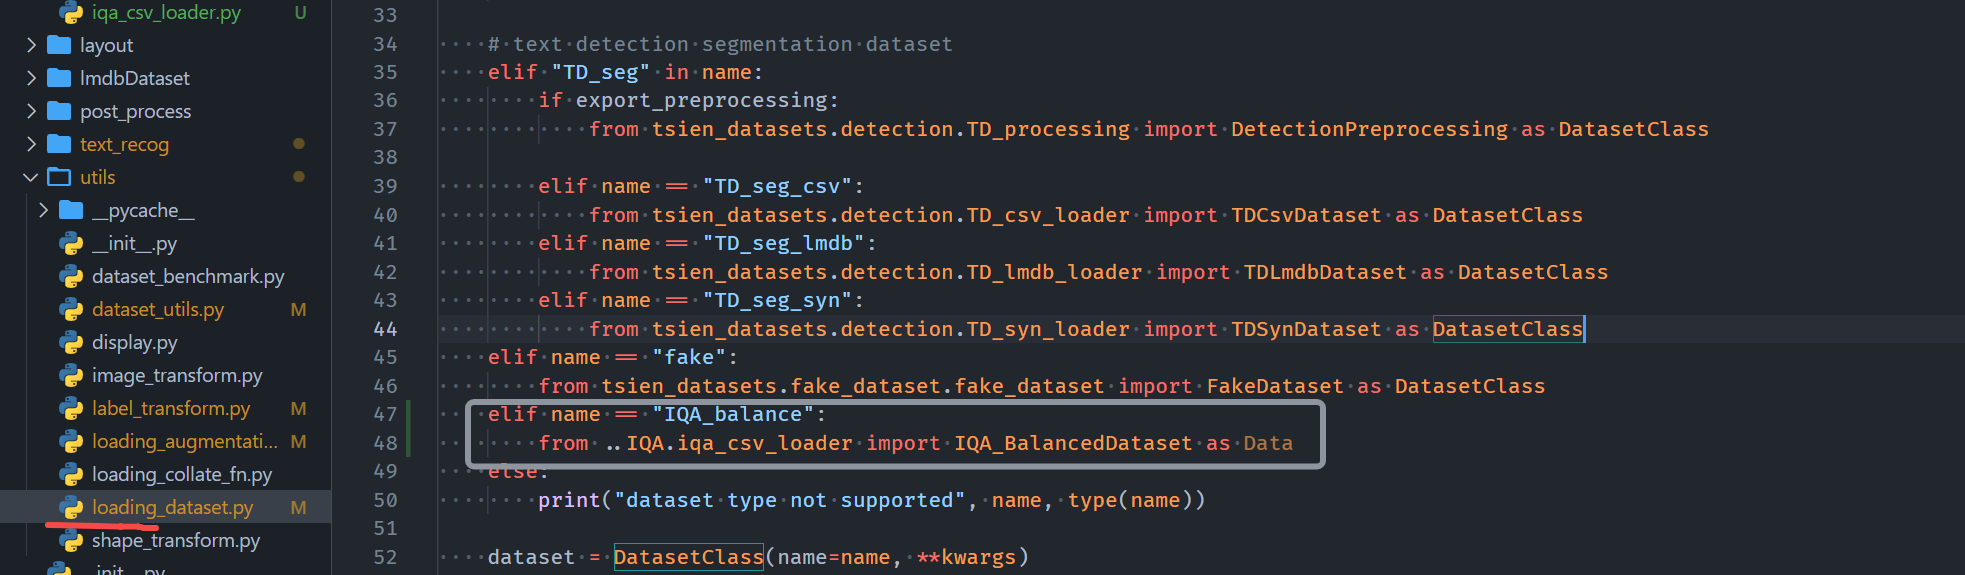 iqa_csv_loader.py U
layout
lmdbDataset
post_process
text_recog
utils
__pycache__
__init__.py
dataset_benchmark.py
dataset_utils.py M
display.py
image_transform.py
label_transform.py M
loading_augmentati... M
loading_collate_fn.py
loading_dataset.py M
shape_transform.py
__init__.py
33
34 # text detection segmentation dataset
35 elif "TD_seg" in name:
36 if export_preprocessing:
37 from tsien_datasets.detection.TD_processing import DetectionPreprocessing as DatasetClass
38
39 elif name == "TD_seg_csv":
40 from tsien_datasets.detection.TD_csv_loader import TDCsvDataset as DatasetClass
41 elif name == "TD_seg_lmdb":
42 from tsien_datasets.detection.TD_lmdb_loader import TDLmdbDataset as DatasetClass
43 elif name == "TD_seg_syn":
44 from tsien_datasets.detection.TD_syn_loader import TDSynDataset as DatasetClass
45 elif name == "fake":
46 from tsien_datasets.fake_dataset.fake_dataset import FakeDataset as DatasetClass
47 elif name == "IQA_balance":
48 from ..IQA.iqa_csv_loader import IQA_BalancedDataset as Data
49 else:
50 print("dataset type not supported", name, type(name))
51
52 dataset = DatasetClass(name=name, **kwargs)